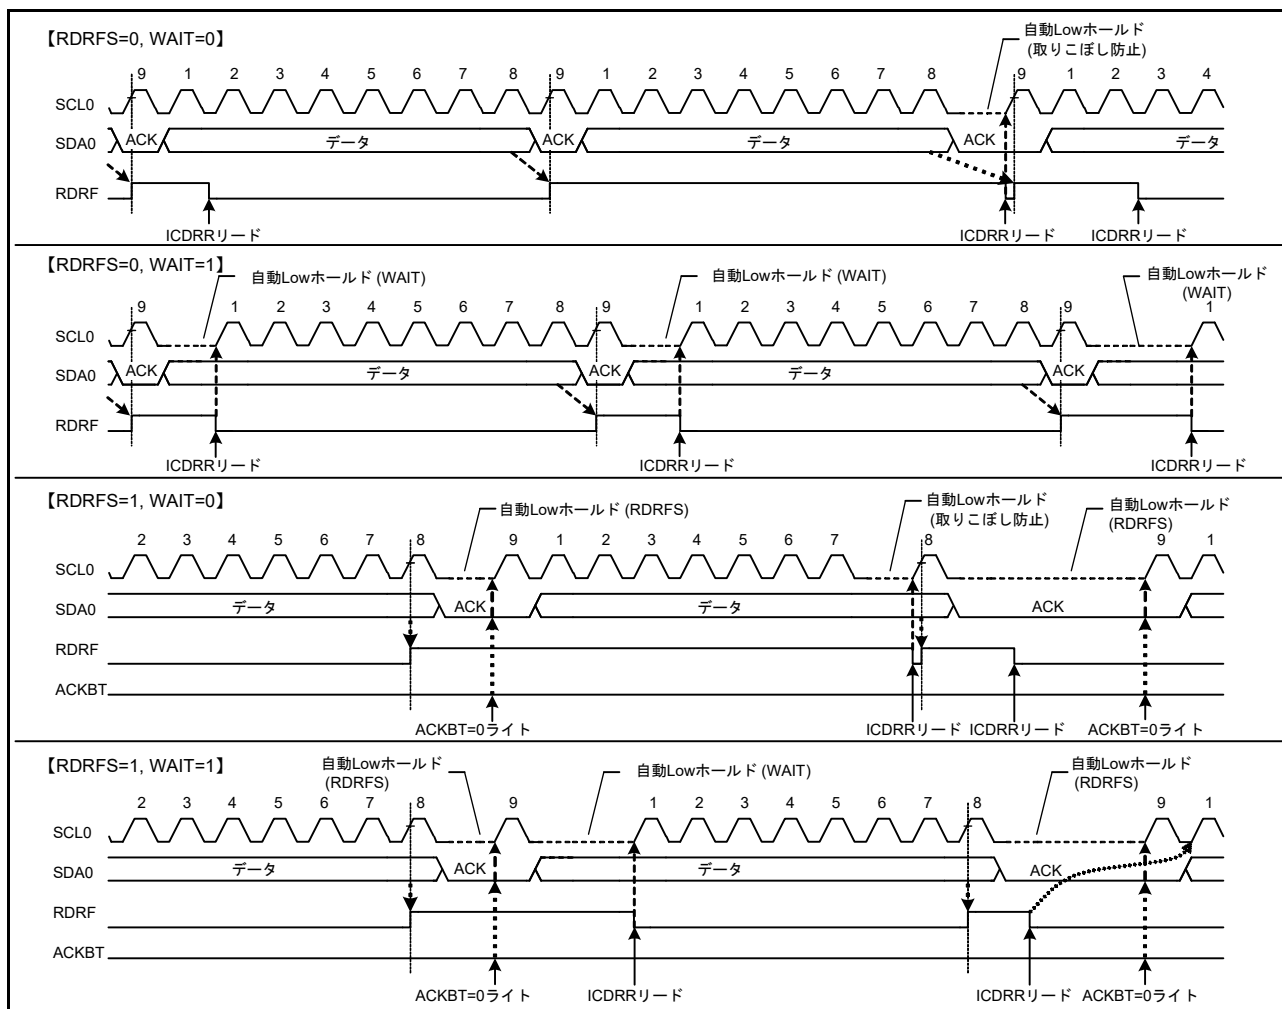 【RDRFS=0, WAIT=0】
自動Lowホールド
(取りこぼし防止)
9 1 2 3 4 5 6 7 8 9 1 2 3 4 5 6 7 8 9 1 2 3 4
SCL0
SDA0 ACK データ ACK データ ACK データ
RDRF
ICDRRリード ICDRRリード ICDRRリード
【RDRFS=0, WAIT=1】
自動Lowホールド (WAIT) 自動Lowホールド (WAIT) 自動Lowホールド
(WAIT)
9 1 2 3 4 5 6 7 8 9 1 2 3 4 5 6 7 8 9 1
SCL0
SDA0 ACK データ ACK データ ACK
RDRF
ICDRRリード ICDRRリード ICDRRリード
【RDRFS=1, WAIT=0】
自動Lowホールド (RDRFS) 自動Lowホールド
(取りこぼし防止)
自動Lowホールド
(RDRFS)
2 3 4 5 6 7 8 9 1 2 3 4 5 6 7 8 9 1
SCL0
SDA0 データ ACK データ ACK
RDRF
ACKBT
ACKBT=0ライト ICDRRリード ICDRRリード ACKBT=0ライト
【RDRFS=1, WAIT=1】
自動Lowホールド
(RDRFS)
自動Lowホールド (WAIT)
自動Lowホールド
(RDRFS)
2 3 4 5 6 7 8 9 1 2 3 4 5 6 7 8 9 1
SCL0
SDA0 データ ACK データ ACK
RDRF
ACKBT
ACKBT=0ライト ICDRRリード ICDRRリード ACKBT=0ライト